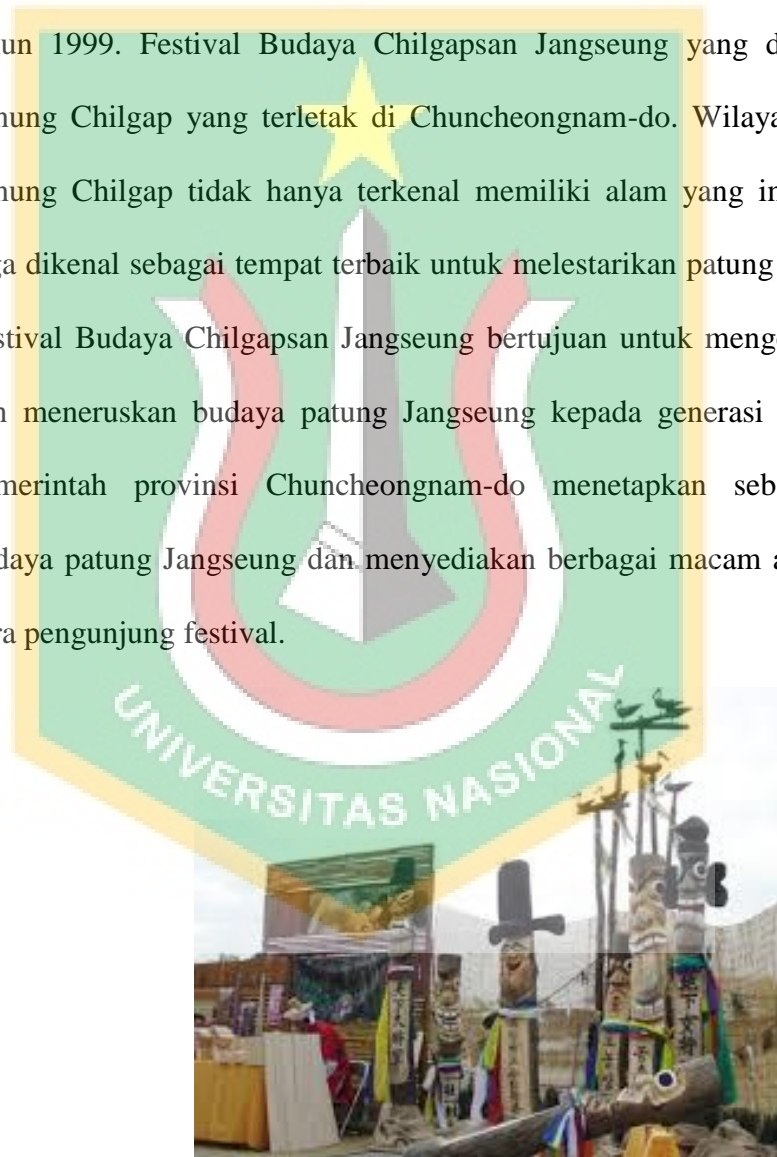 un 1999. Festival Budaya Chilgapsan Jangseung yang
nung Chilgap yang terletak di Chuncheongnam-do. Wilaya
nung Chilgap tidak hanya terkenal memiliki alam yang in
ga dikenal sebagai tempat terbaik untuk melestarikan patung
stival Budaya Chilgapsan Jangseung bertujuan untuk meng
n meneruskan budaya patung Jangseung kepada generasi
merintah provinsi Chuncheongnam-do menetapkan seb
daya patung Jangseung dan menyediakan berbagai macam a
ra pengunjung festival.
UNIVERSITAS NASIONAL